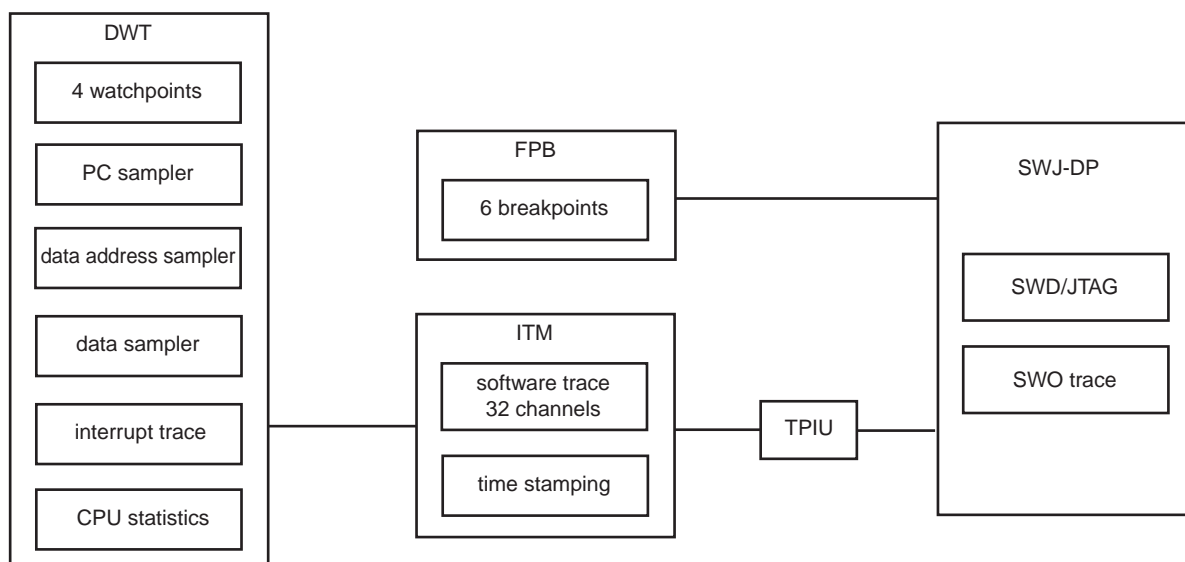 DWT
4 watchpoints
PC sampler
data address sampler
data sampler
interrupt trace
CPU statistics
FPB
6 breakpoints
ITM
software trace
32 channels
time stamping
TPIU
SWJ-DP
SWD/JTAG
SWO trace